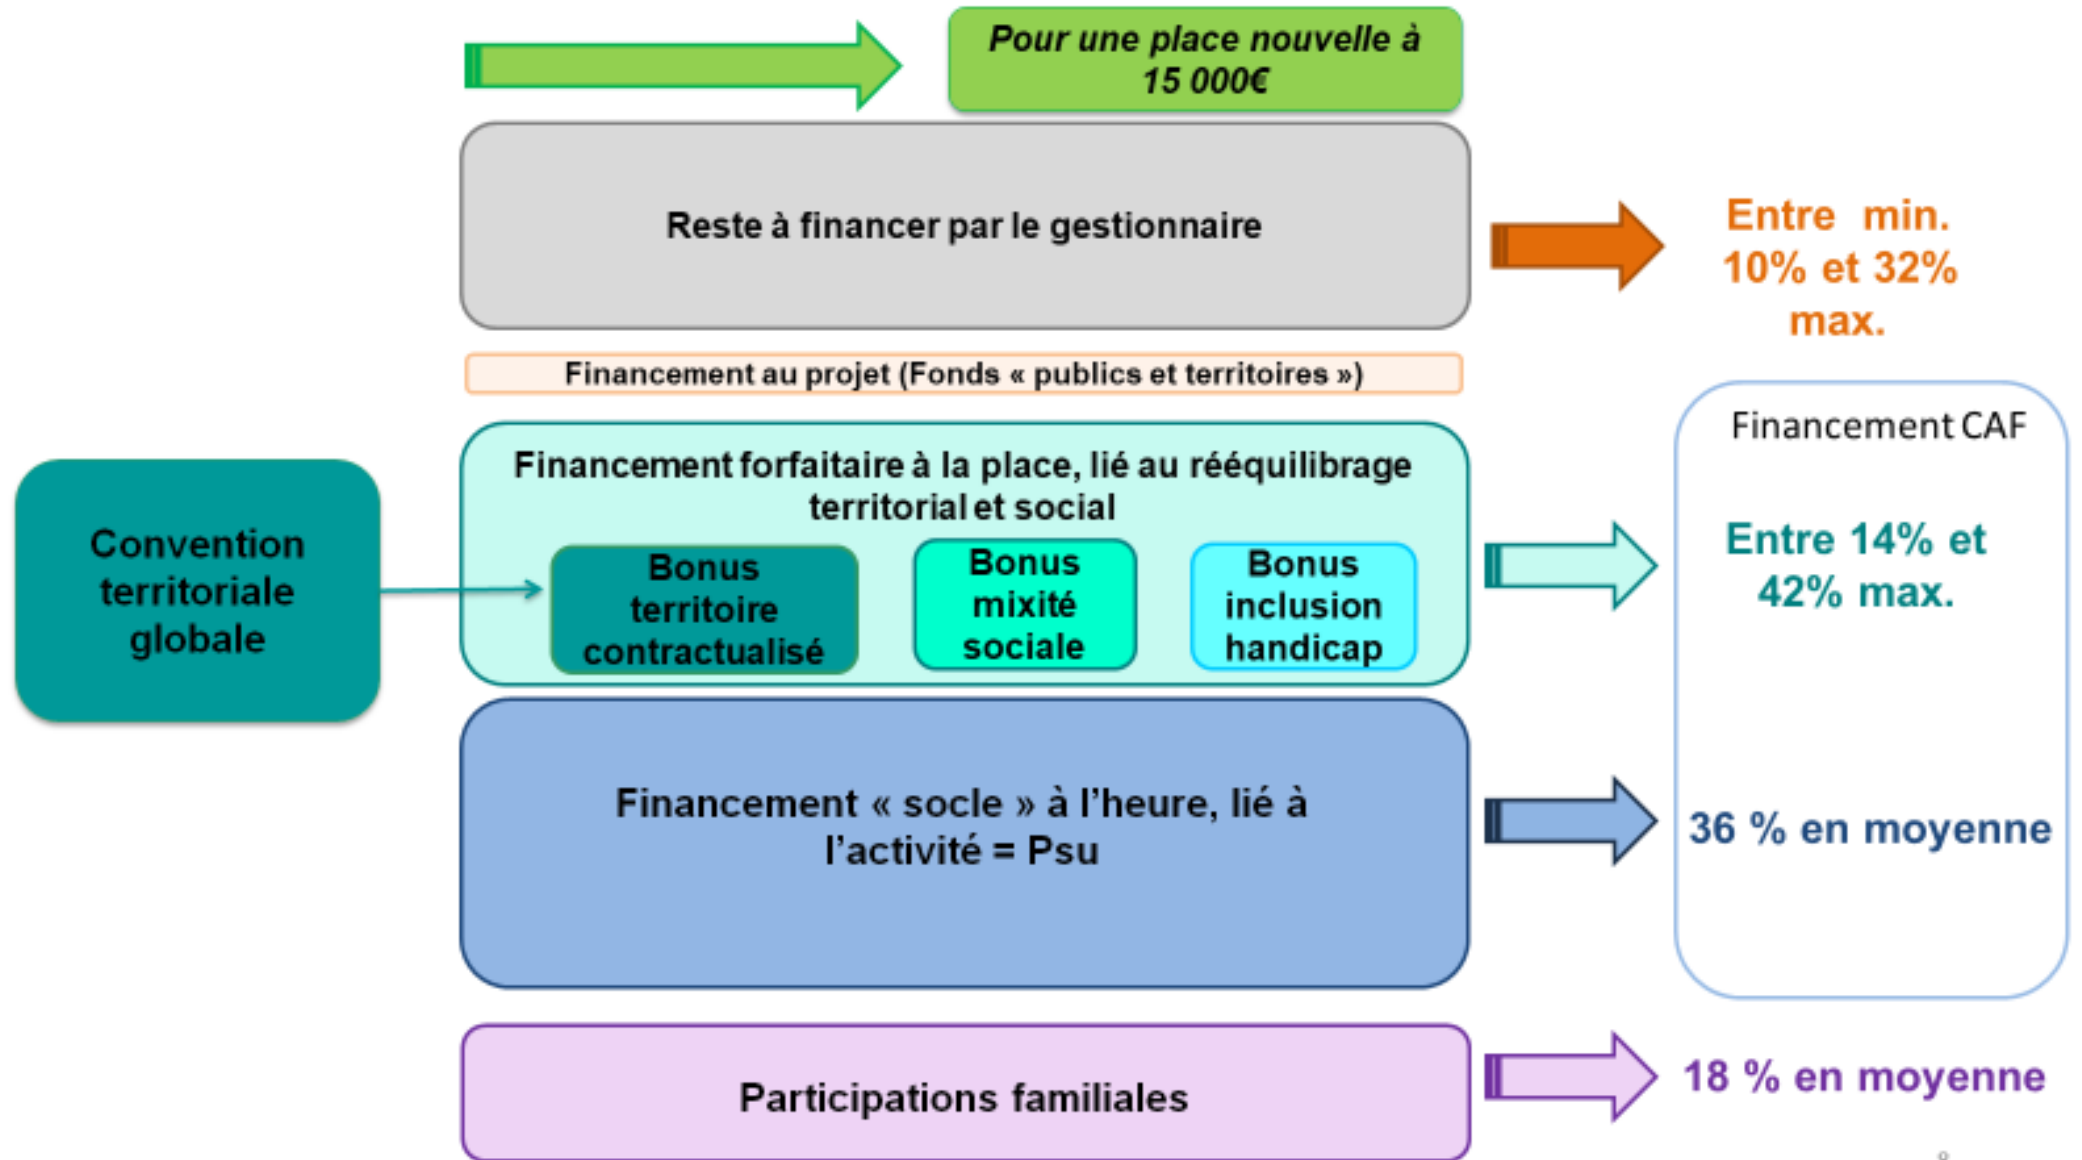 Pour une place nouvelle à
15 000€
Reste à financer par le gestionnaire
Entre min.
10% et 32%
max.
Financement au projet (Fonds « publics et territoires »)
Financement CAF
Financement forfaitaire à la place, lié au rééquilibrage
territorial et social
Convention
territoriale
globale
Bonus
territoire
contractualisé
Bonus
mixité
sociale
Bonus
inclusion
handicap
Entre 14% et
42% max.
Financement « socle » à l'heure, lié à
l'activité = Psu
36 % en moyenne
Participations familiales
18 % en moyenne